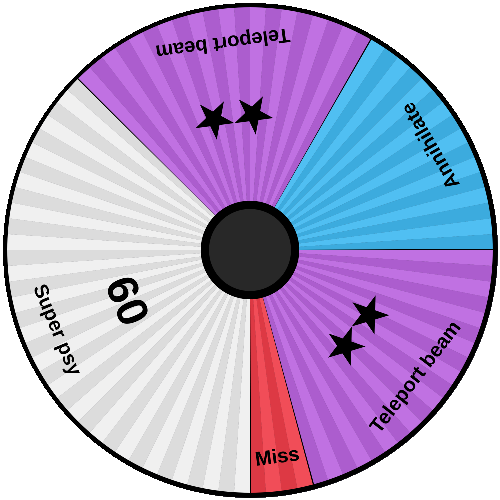 Teleport beam
★★
Annihilate
Teleport beam
★★
Miss
Super psy
60